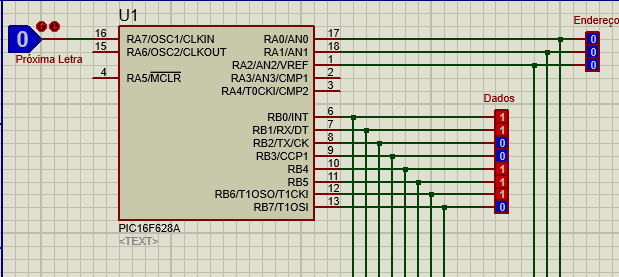 U1
0
Próxima Letra
16 RA7/OSC1/CLKIN
15 RA6/OSC2/CLKOUT
4 RA5/MCLR
RA0/AN0 17
RA1/AN1 18
RA2/AN2/VREF 1
RA3/AN3/CMP1 2
RA4/T0CKI/CMP2 3
RB0/INT 6
RB1/RX/DT 7
RB2/TX/CK 8
RB3/CCP1 9
RB4 10
RB5 11
RB6/T1OSO/T1CKI 12
RB7/T1OSI 13
PIC16F628A
<TEXT>
Endereço
0
0
0
Dados
1
1
0
0
1
1
1
0